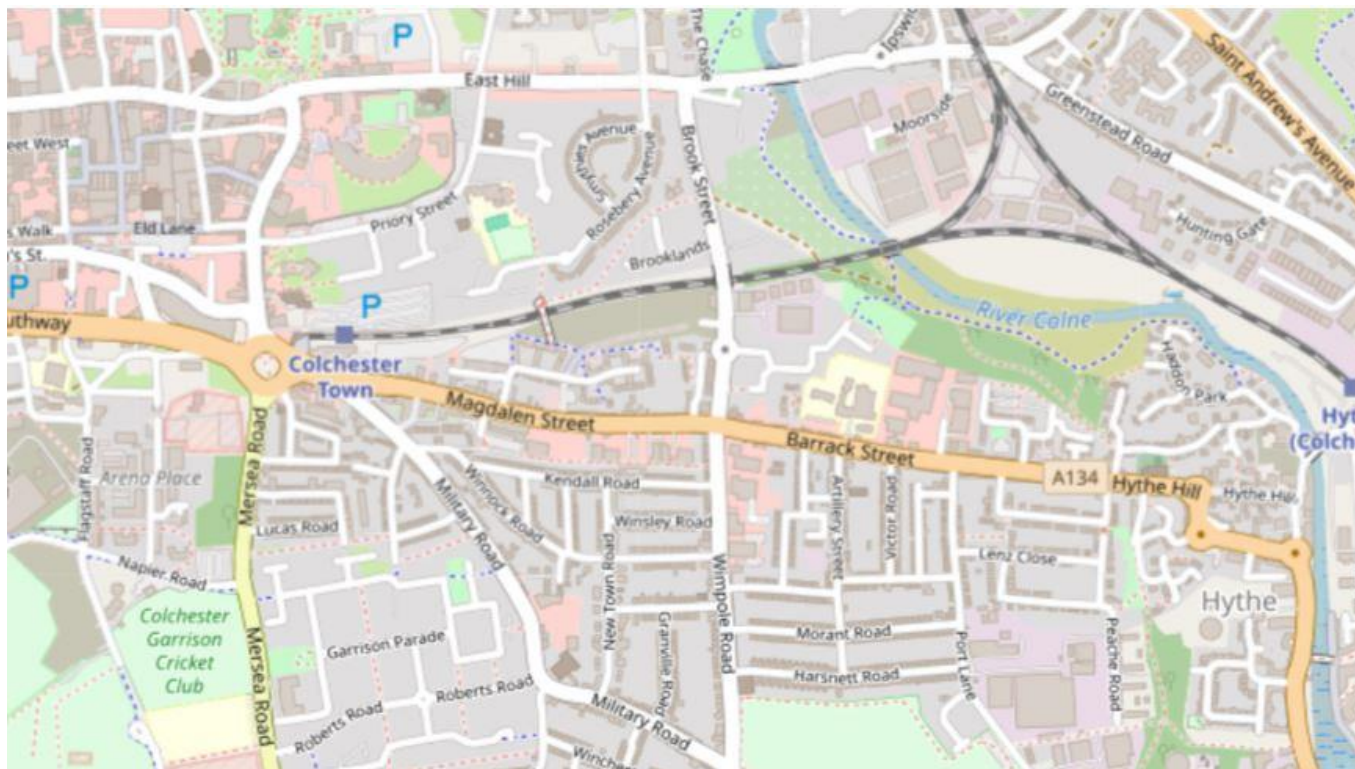 P
The Chase
Ipswic
East Hill
Saint Andrew's Avenue
Greenstead Road
Moorside
eet West
Smythies
Avenue
Brook Street
Rosebery Avenue
Priory Street
Eld Lane
s Walk
Hunting Gate
Brooklands
n's St.
P
P
River Colne
uthway
Colchester
Town
Haddon Park
Hyt
(Colch
Magdalen Street
Mersea Road
Barrack Street
A134
Hythe Hill
Hythe Hill
Flagstaff Road
Arena Place
Kendall Road
Winnock Road
Military Road
Winsley Road
Lucas Road
Artillery Street
Victor Road
Lenz Close
Napier Road
New Town Road
Wimpole Road
Hythe
Colchester
Garrison
Cricket
Club
Garrison Parade
Granville Road
Morant Road
Port Lane
Peache Road
Mersea Road
Harsnett Road
Roberts Road
Roberts Road
Military Road
Winche